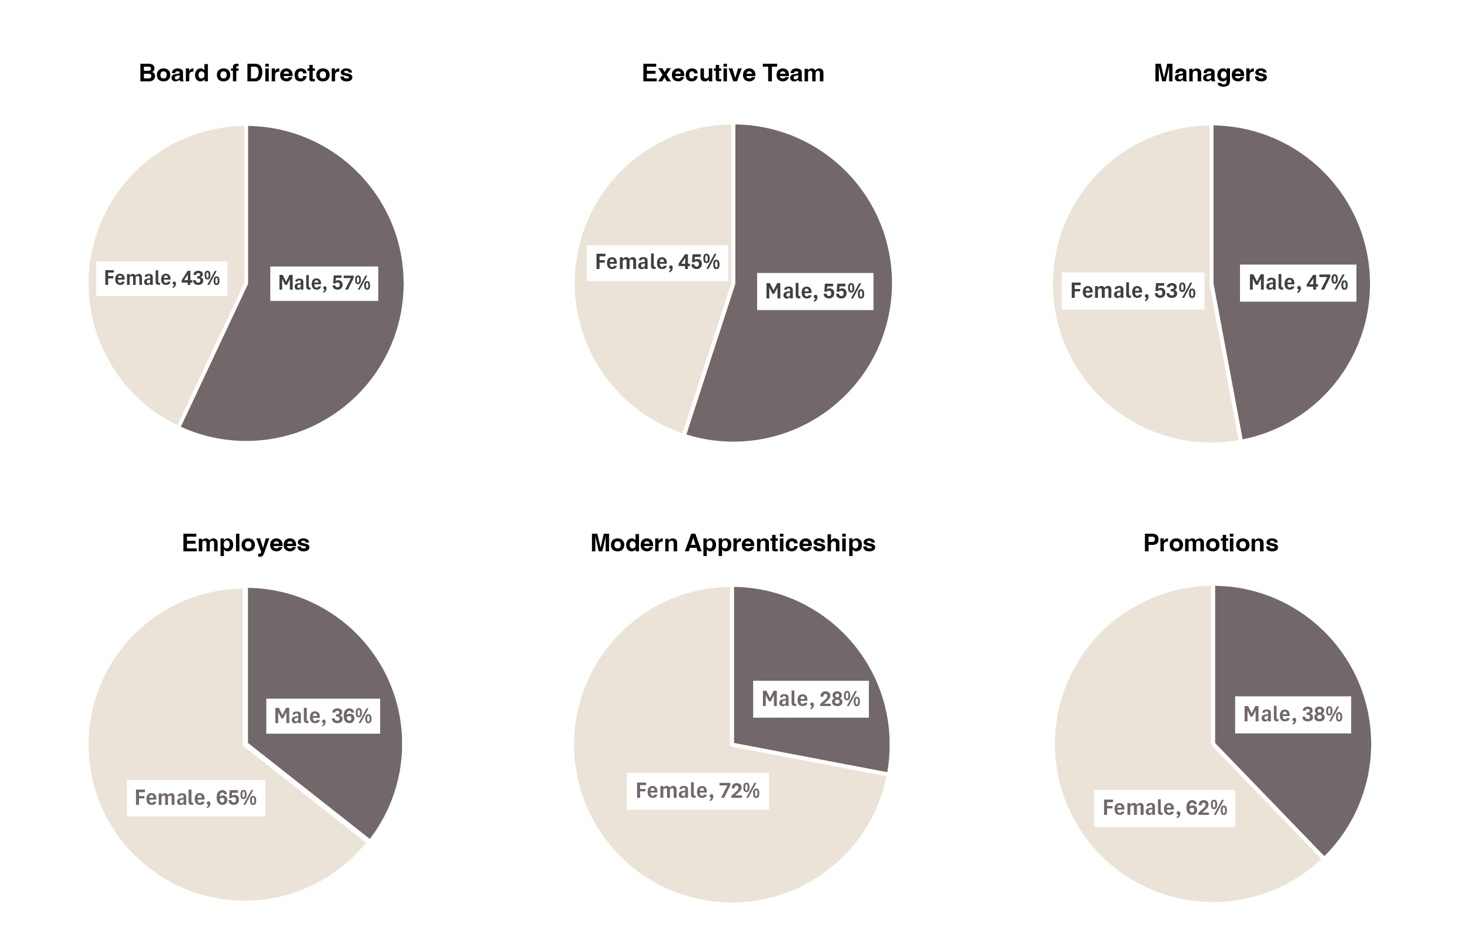 Board of Directors
Female, 43%
Male, 57%
Executive Team
Female, 45%
Male, 55%
Managers
Female, 53%
Male, 47%
Employees
Male, 36%
Female, 65%
Modern Apprenticeships
Male, 28%
Female, 72%
Promotions
Male, 38%
Female, 62%